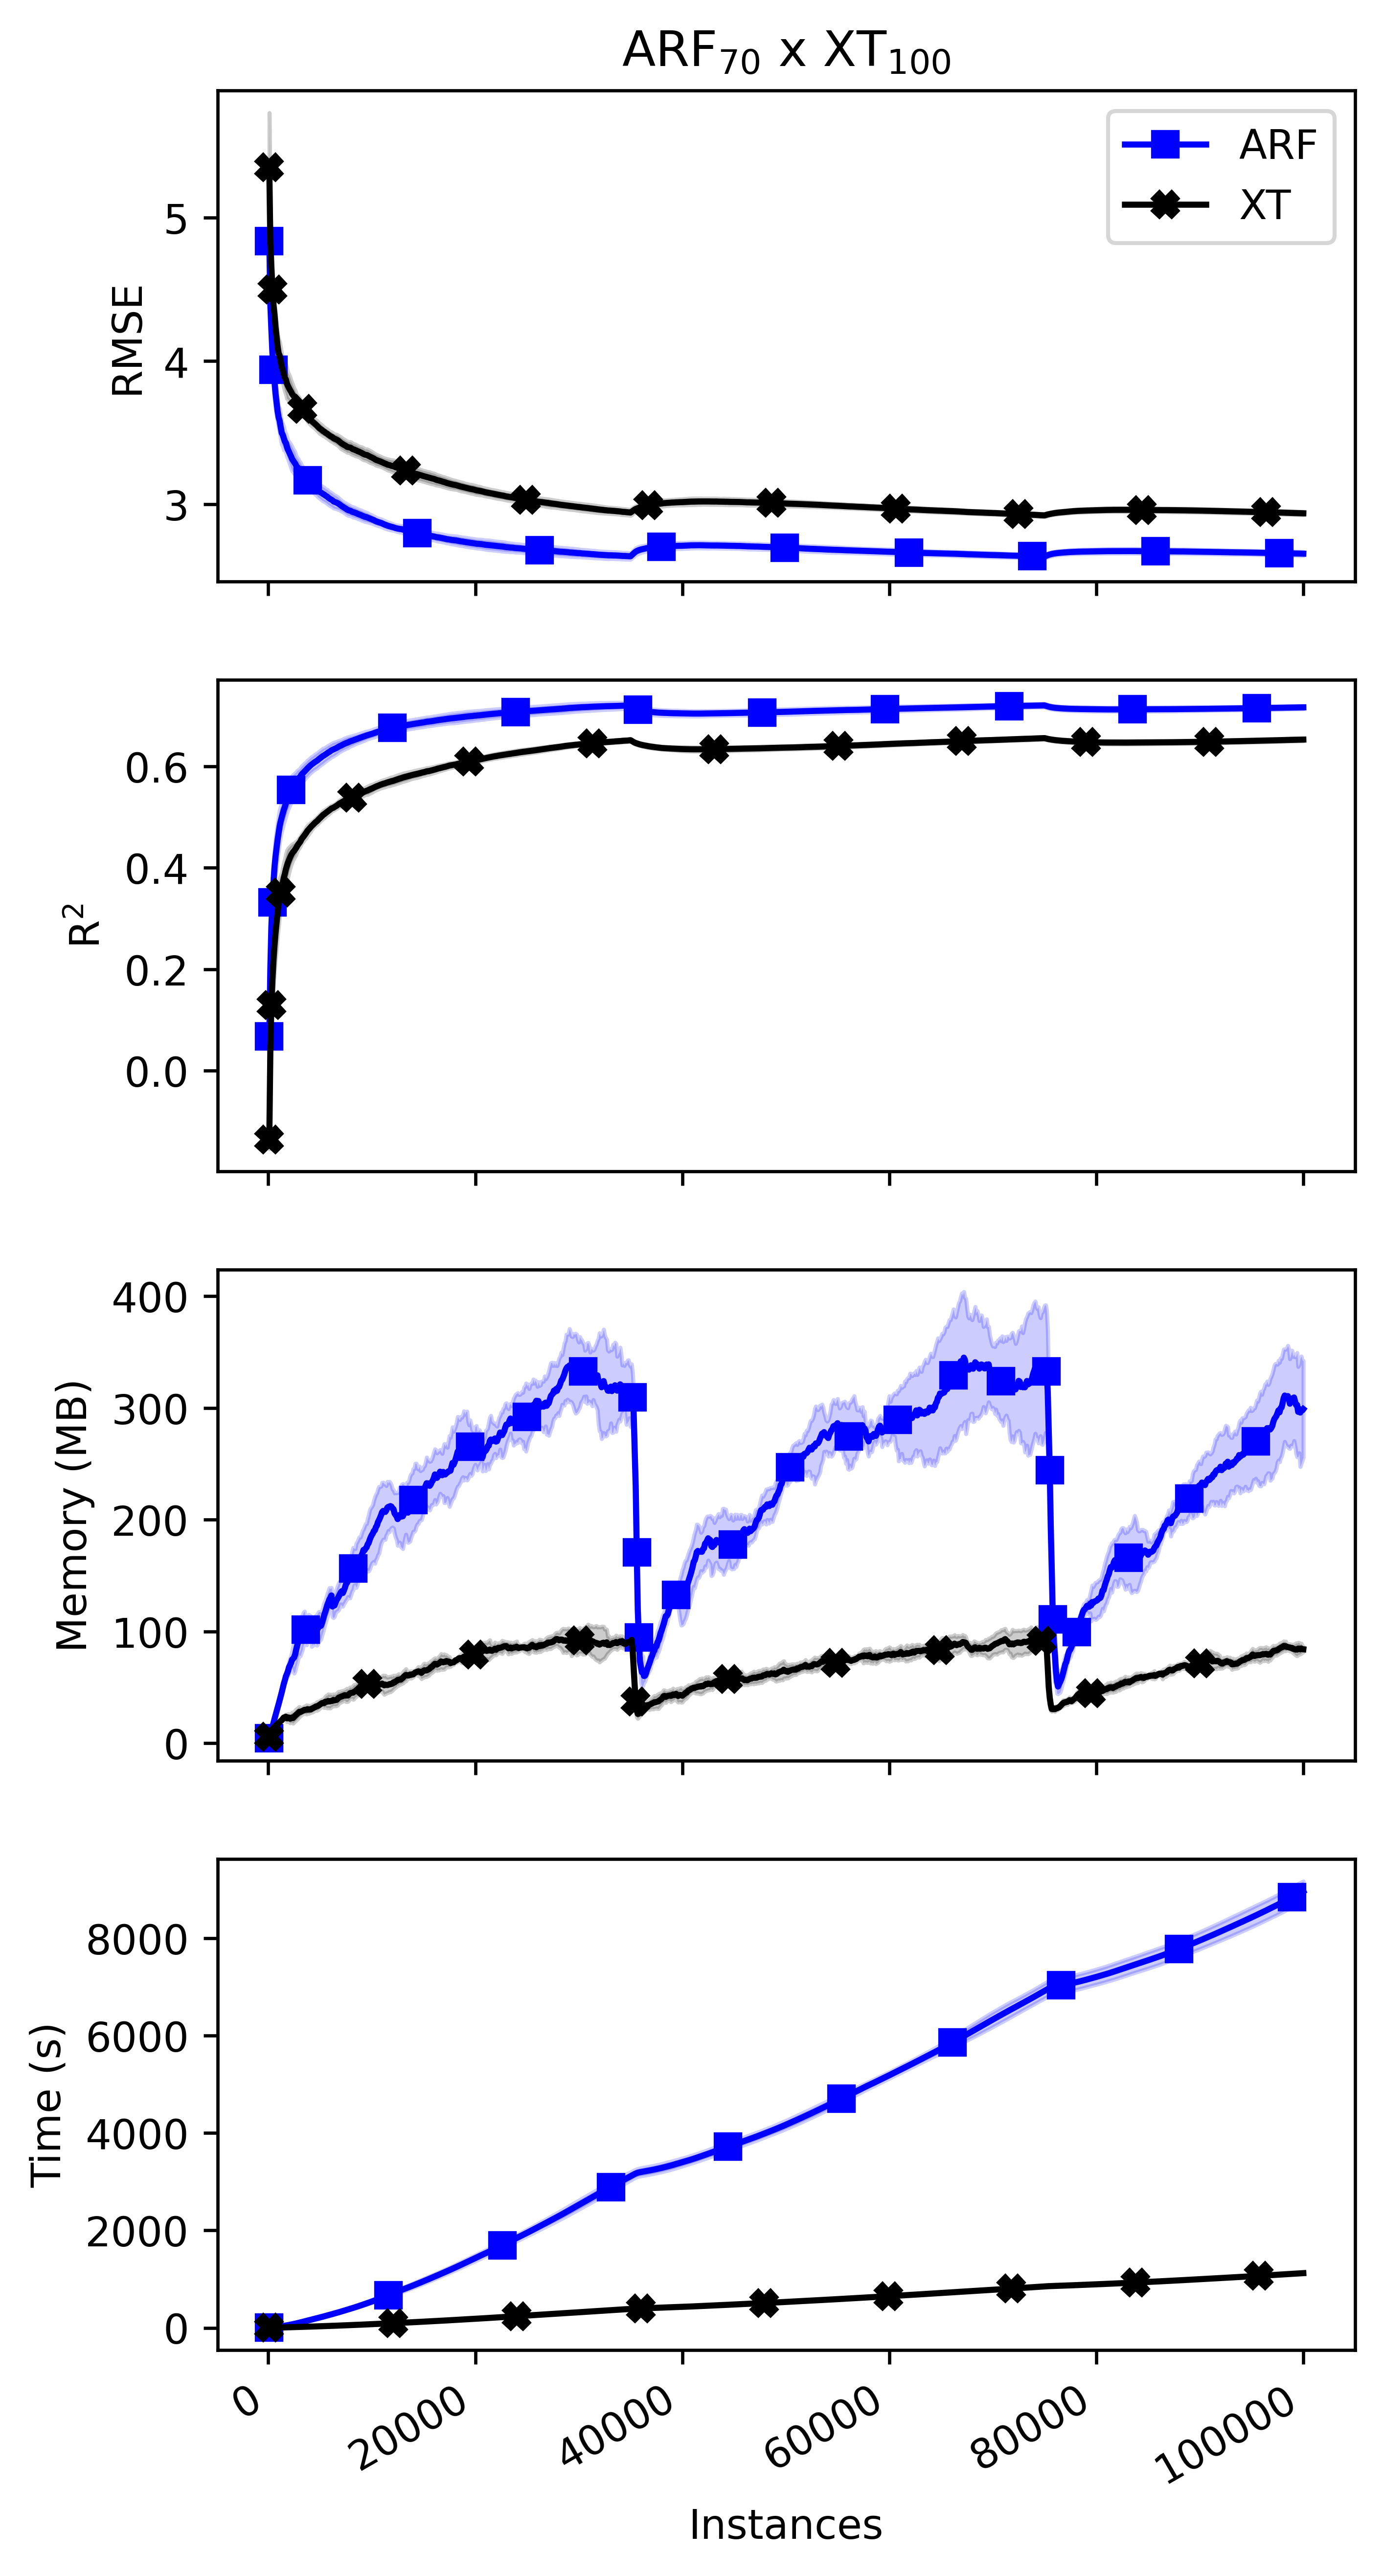 ARF₇₀ x XT₁₀₀
ARF
XT
RMSE
5
4
3
R²
0.6
0.4
0.2
0.0
Memory (MB)
400
300
200
100
0
Time (s)
8000
6000
4000
2000
0
0 20000 40000 60000 80000 100000
Instances